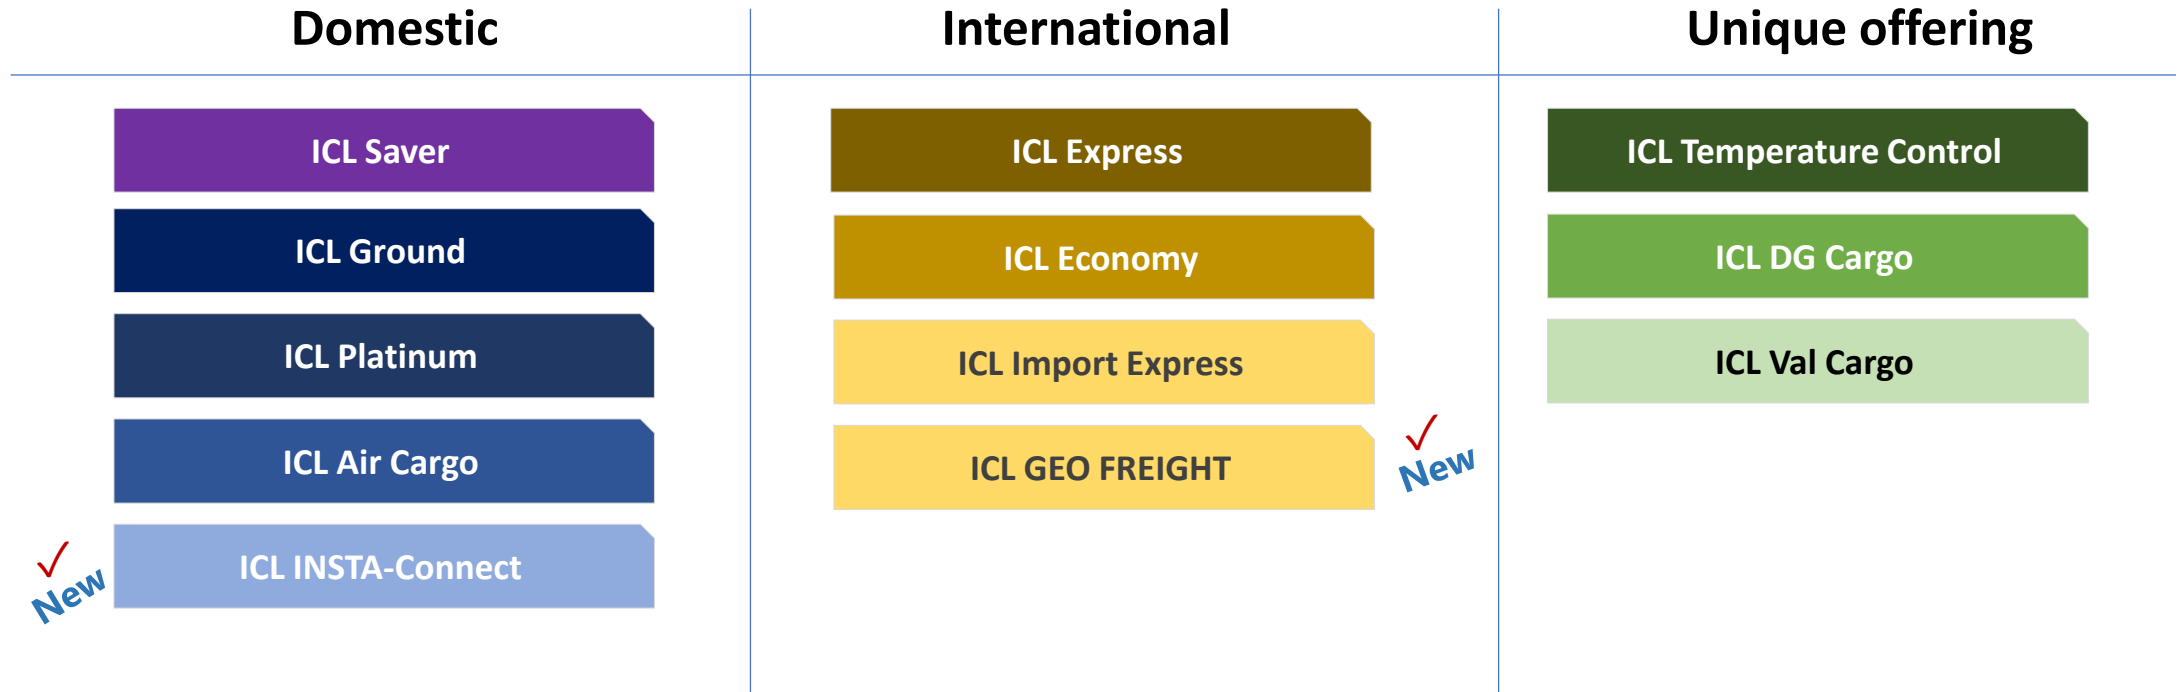 Domestic
ICL Saver
ICL Ground
ICL Platinum
ICL Air Cargo
New
ICL INSTA-Connect
International
ICL Express
ICL Economy
ICL Import Express
ICL GEO FREIGHT
New
Unique offering
ICL Temperature Control
ICL DG Cargo
ICL Val Cargo